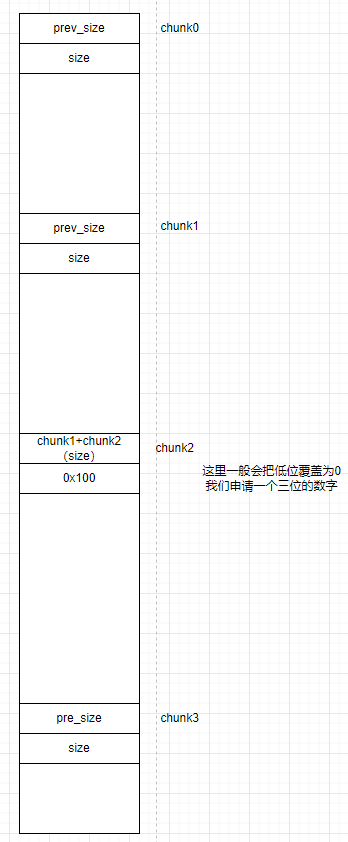 prev_size
chunk0
size
prev_size
chunk1
size
chunk1+chunk2
（size）
chunk2
0x100
这里一般会把低位覆盖为0
我们申请一个三位的数字
pre_size
chunk3
size